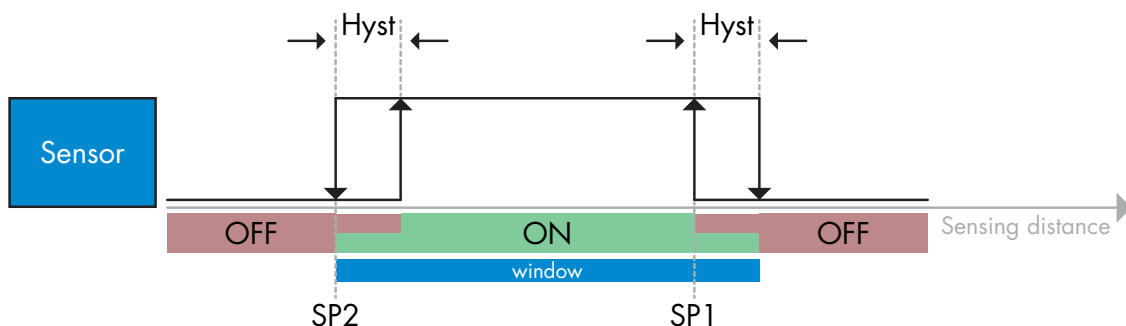 Hyst
Hyst
Sensor
OFF
ON
OFF
Sensing distance
window
SP2
SP1